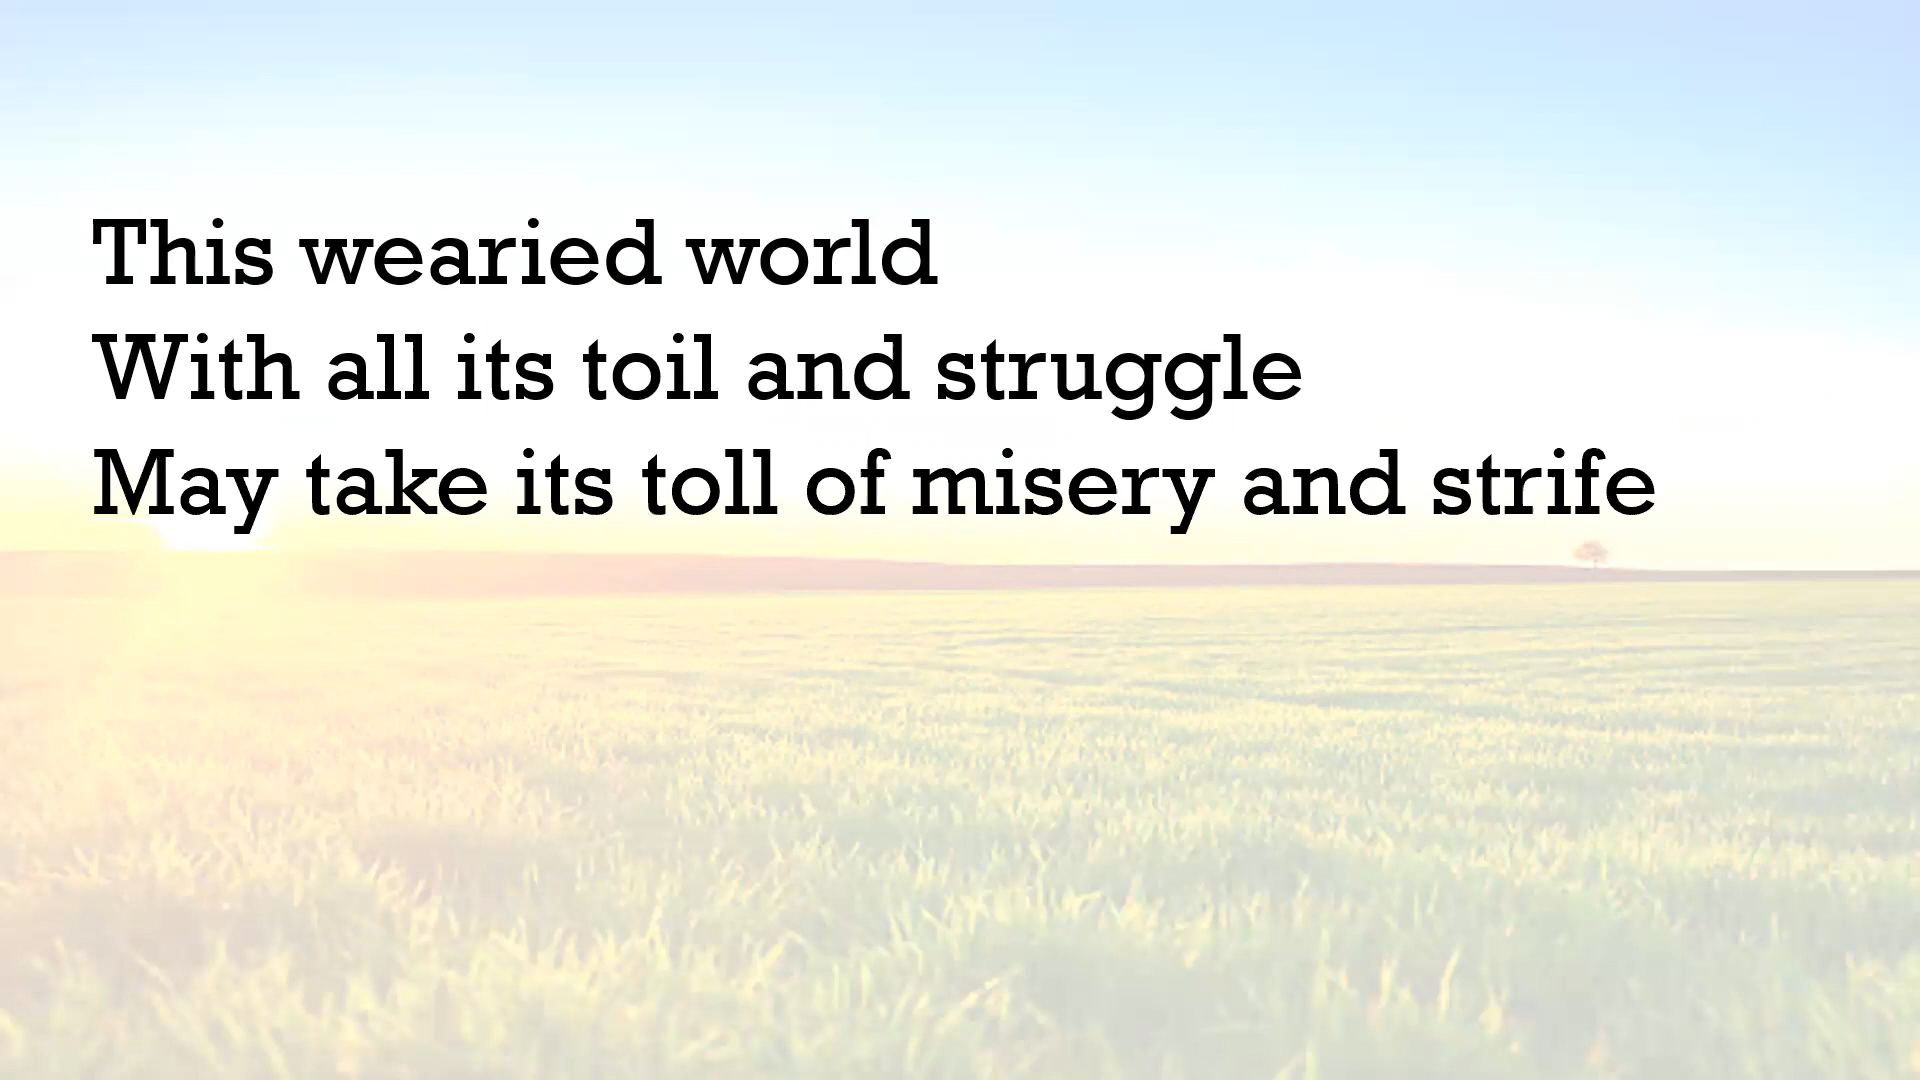 This wearied world
With all its toil and struggle
May take its toll of misery and strife